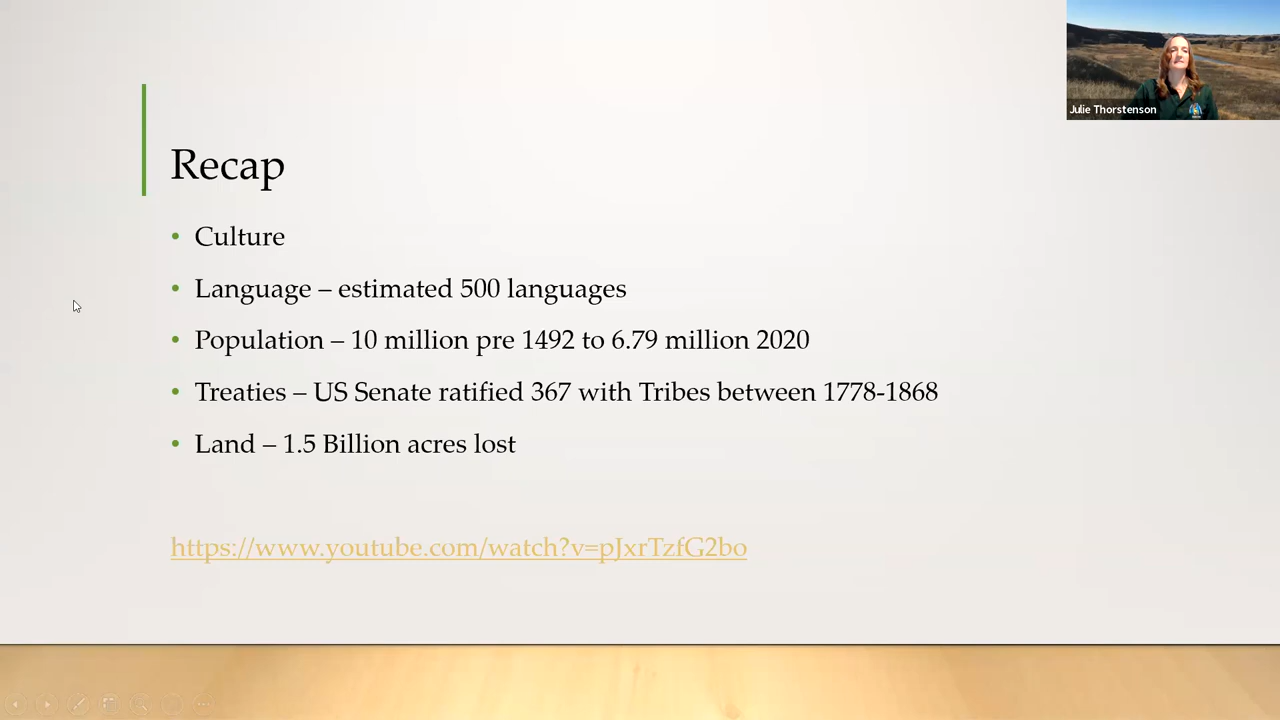 Julie Thorstenson
Recap
• Culture
• Language – estimated 500 languages
• Population – 10 million pre 1492 to 6.79 million 2020
• Treaties – US Senate ratified 367 with Tribes between 1778-1868
• Land – 1.5 Billion acres lost
https://www.youtube.com/watch?v=pJxrTzfG2bo